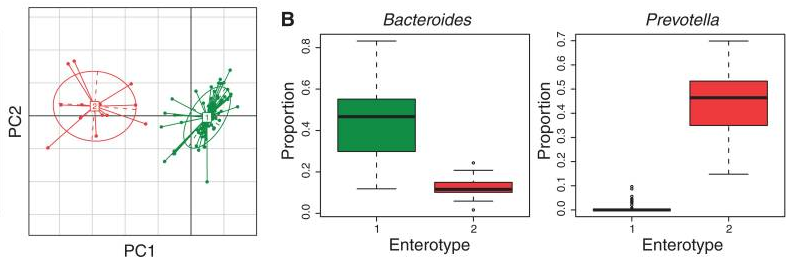 PC2
2
1
PC1
B
Bacteroides
Proportion
0.8
0.6
0.4
0.2
0.0
1
2
Enterotype
Prevotella
Proportion
0.7
0.6
0.5
0.4
0.3
0.2
0.1
0.0
1
2
Enterotype